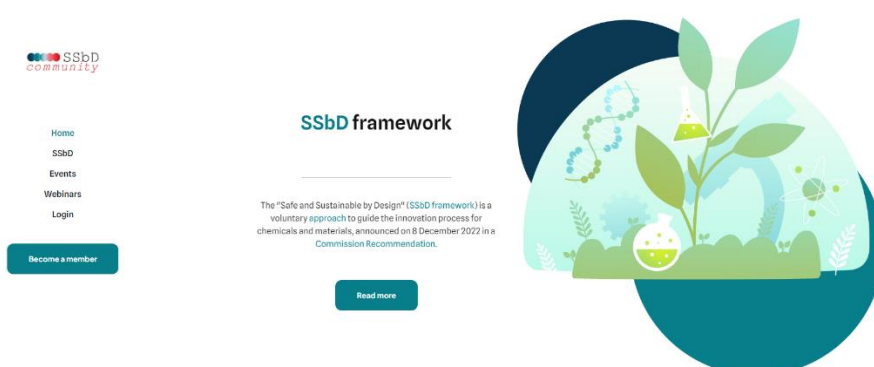 SSbD
community
Home
SSbD
Events
Webinars
Login
Become a member
SSbD framework
The "Safe and Sustainable by Design" (SSbD framework) is a
voluntary approach to guide the innovation process for
chemicals and materials, announced on 8 December 2022 in a
Commission Recommendation.
Read more